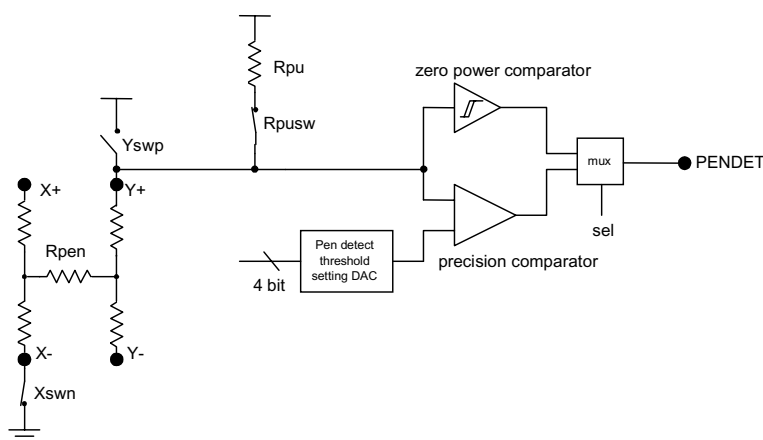 Rpu
zero power comparator
Rpusw
Yswp
mux
PENDET
X+
Y+
sel
Rpen
Pen detect
threshold
setting DAC
precision comparator
4 bit
X-
Y-
Xswn